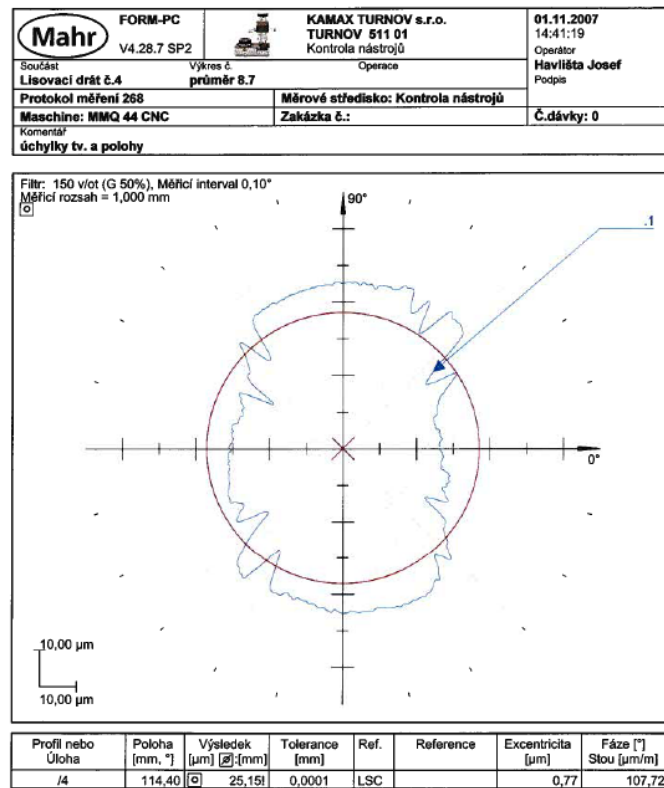 Mahr
FORM-PC
V4.28.7 SP2
KAMAX TURNOV s.r.o.
TURNOV 511 01
Kontrola nástrojů
01.11.2007
14:41:19
Operátor
Havlišta Josef
Podpis
Součást
Lisovací drát č.4
Výkres č.
průměr 8.7
Operace
Protokol měření 268
Měrové středisko: Kontrola nástrojů
Maschine: MMQ 44 CNC
Zakázka č.:
Č.dávky: 0
Komentář
úchylky tv. a polohy
Filtr: 150 v/ot (G 50%), Měřicí interval 0,10°
Měřicí rozsah = 1,000 mm
90°
.1
0°
10,00 µm
10,00 µm
Profil nebo Úloha Poloha [mm, °] Výsledek [µm] [mm] Tolerance [mm] Ref. Reference Excentricita [µm] Fáze [°] Stou [µm/m]
/4 114,40 25,15! 0,0001 LSC 0,77 107,72